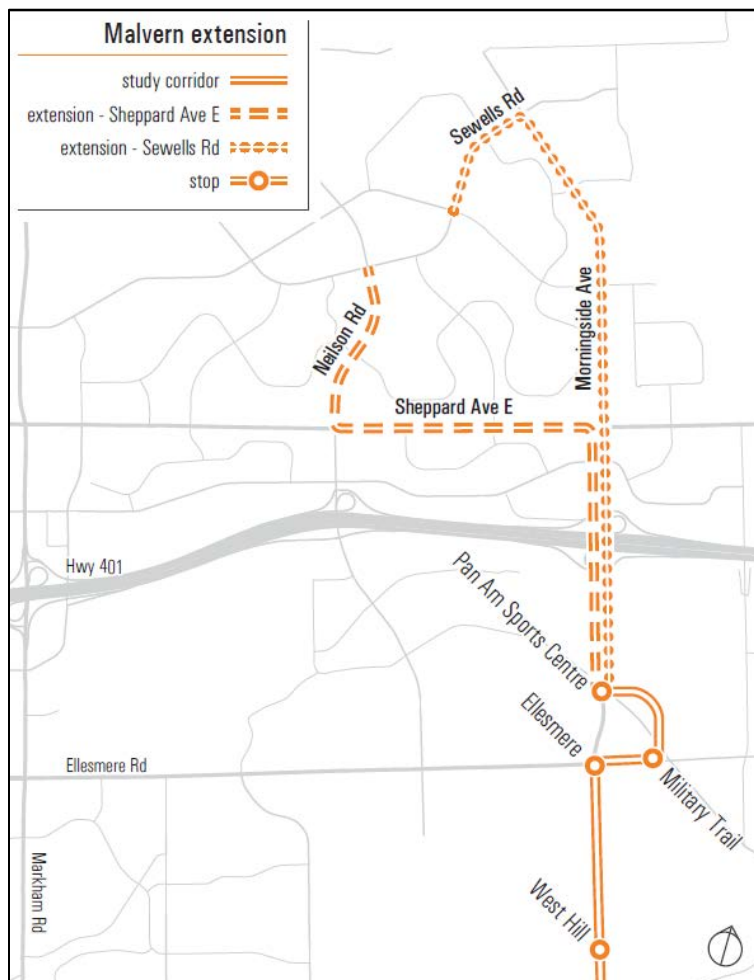 Malvern extension
study corridor
extension - Sheppard Ave E
extension - Sewells Rd
stop
Sewells Rd
Neilson Rd
Morningside Ave
Sheppard Ave E
Hwy 401
Pan Am Sports Centre
Ellesmere
Ellesmere Rd
Military Trail
Markham Rd
West Hill